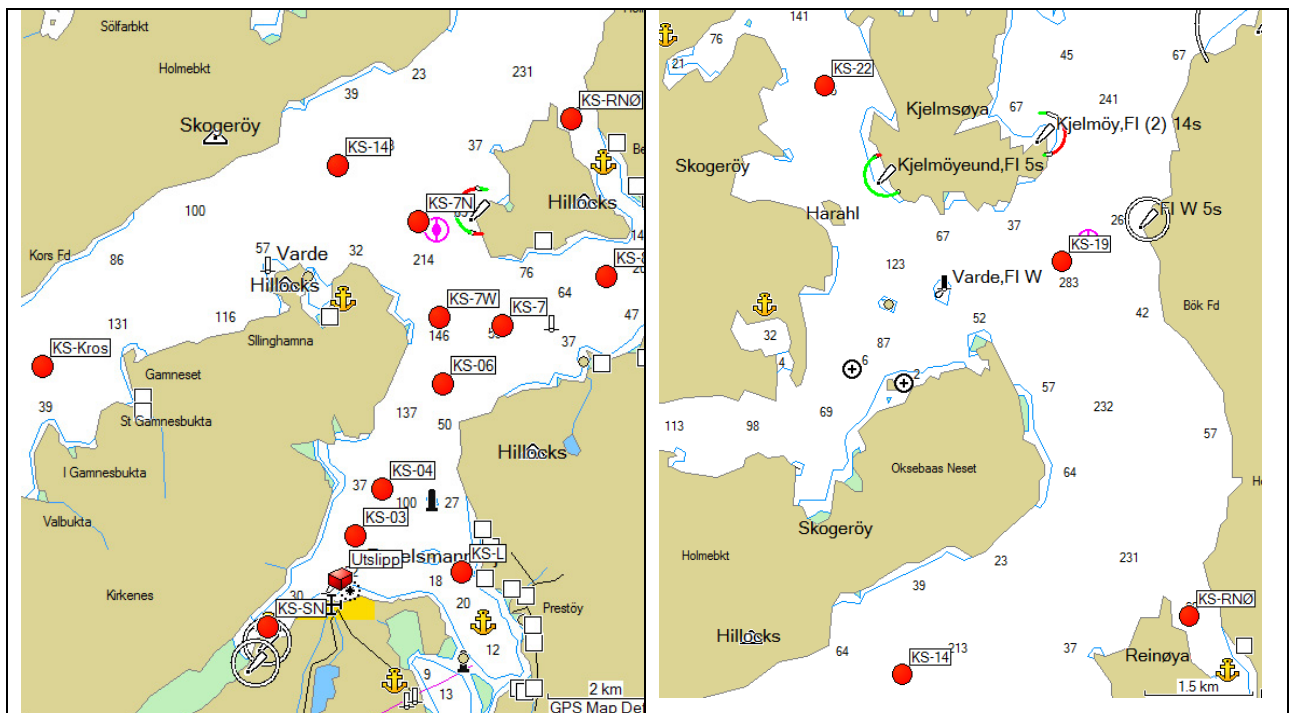 Sölfarbkt
Holmebkt
23
231
39
KS-RNØ
Skogeröy
KS-14
37
Hillöcks
100
KS-7N
57
Varde
32
214
Kors Fd
86
Hillöcks
76
64
KS-7W
KS-7
47
131
116
Sllinghamna
146
37
KS-Kros
Gamneset
KS-06
39
St Gamnesbukta
137
50
Hillöcks
I Gamnesbukta
KS-04
37
100
27
Valbukta
KS-03
Utslipp
KS-L
18
Kirkenes
30
20
Prestöy
KS-SN
12
9
13
2 km
GPS Map Det
141
76
45
67
21
KS-22
Kjelmsøya
67
241
Kjelmöy,Fl (2) 14s
Skogeröy
Kjelmöyeund,Fl 5s
Harahl
37
26
Fl W 5s
67
KS-19
123
Varde,Fl W
283
Bök Fd
42
32
52
4
87
6
2
57
69
232
113
98
57
Oksebaas Neset
64
Skogeröy
Holmebkt
23
231
39
KS-RNØ
Hillöcks
64
213
37
Reinøya
KS-14
1.5 km